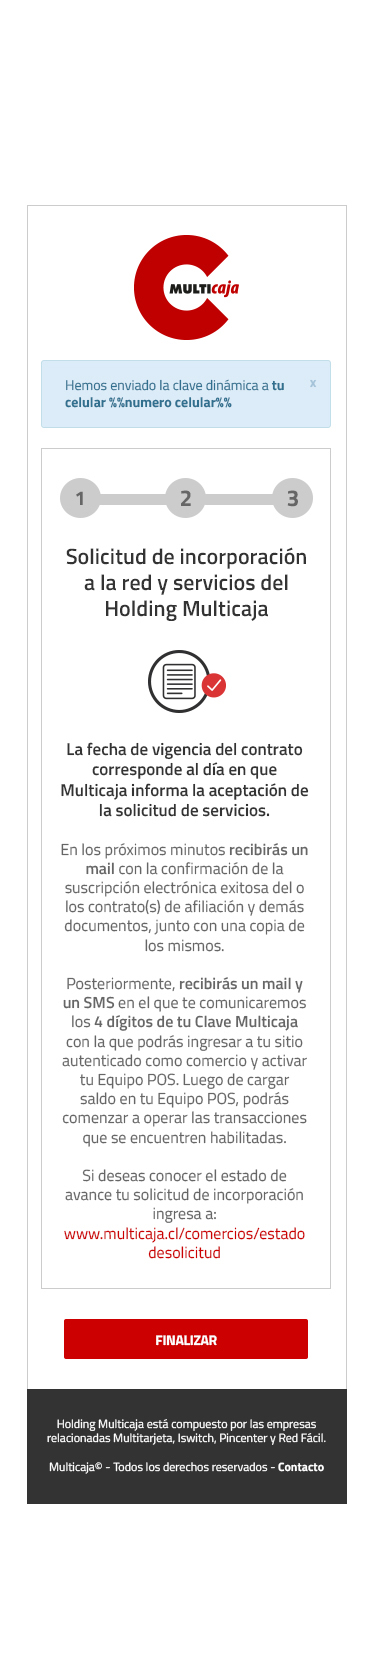 MULTIcaja
Hemos enviado la clave dinámica a tu
celular %%numero celular%%
x
1 2 3
Solicitud de incorporación
a la red y servicios del
Holding Multicaja
La fecha de vigencia del contrato
corresponde al día en que
Multicaja informa la aceptación de
la solicitud de servicios.
En los próximos minutos recibirás un
mail con la confirmación de la
suscripción electrónica exitosa del o
los contrato(s) de afiliación y demás
documentos, junto con una copia de
los mismos.
Posteriormente, recibirás un mail y
un SMS en el que te comunicaremos
los 4 dígitos de tu Clave Multicaja
con la que podrás ingresar a tu sitio
autenticado como comercio y activar
tu Equipo POS. Luego de cargar
saldo en tu Equipo POS, podrás
comenzar a operar las transacciones
que se encuentren habilitadas.
Si deseas conocer el estado de
avance tu solicitud de incorporación
ingresa a:
www.multicaja.cl/comercios/estado
desolicitud
FINALIZAR
Holding Multicaja está compuesto por las empresas
relacionadas Multitarjeta, Iswitch, Pincenter y Red Fácil.
Multicaja© - Todos los derechos reservados - Contacto